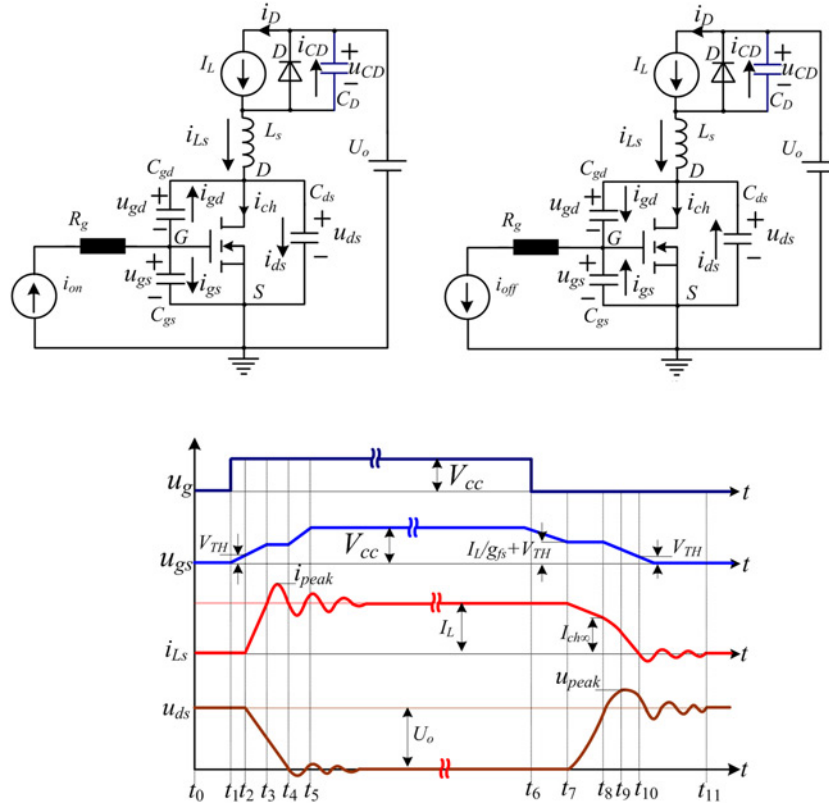 i_D
i_CD
D
I_L
+
u_CD
−
C_D
i_Ls
L_s
U_o
D
C_gd
C_ds
+
i_gd
i_ch
u_gd
−
+
R_g
G
u_ds
+
i_ds
−
u_gs
i_gs
i_on
−
S
C_gs
i_D
i_CD
D
I_L
+
u_CD
−
C_D
i_Ls
L_s
U_o
D
C_gd
C_ds
+
i_gd
i_ch
u_gd
−
+
R_g
G
u_ds
+
i_ds
−
u_gs
i_gs
i_off
−
S
C_gs
u_g
V_cc
t
V_TH
I_L/g_fs+V_TH
V_TH
u_gs
V_cc
t
i_peak
I_L
I_ch∞
i_Ls
t
u_peak
u_ds
U_o
t
t_0 t_1 t_2 t_3 t_4 t_5 t_6 t_7 t_8 t_9 t_10 t_11